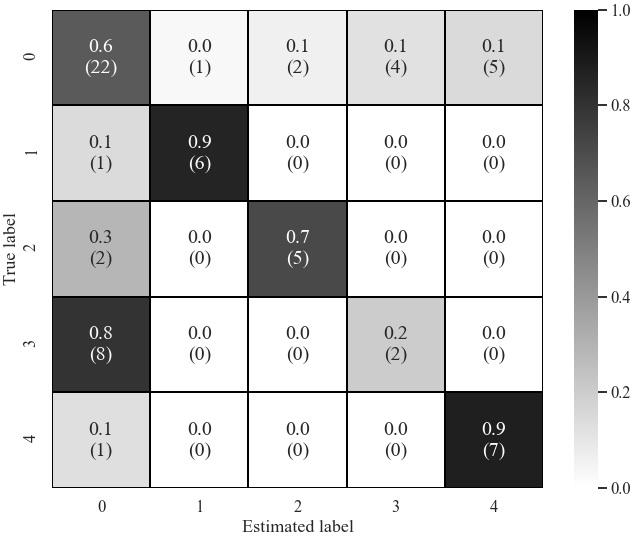 0.6 0.0 0.1 0.1 0.1 1.0
0 (22) (1) (2) (4) (5)
0.8
0.1 0.9 0.0 0.0 0.0
1 (1) (6) (0) (0) (0)
0.6
True label
0.3 0.0 0.7 0.0 0.0
2 (2) (0) (5) (0) (0)
0.4
0.8 0.0 0.0 0.2 0.0
3 (8) (0) (0) (2) (0)
0.2
0.1 0.0 0.0 0.0 0.9
4 (1) (0) (0) (0) (7)
0.0
0 1 2 3 4
Estimated label